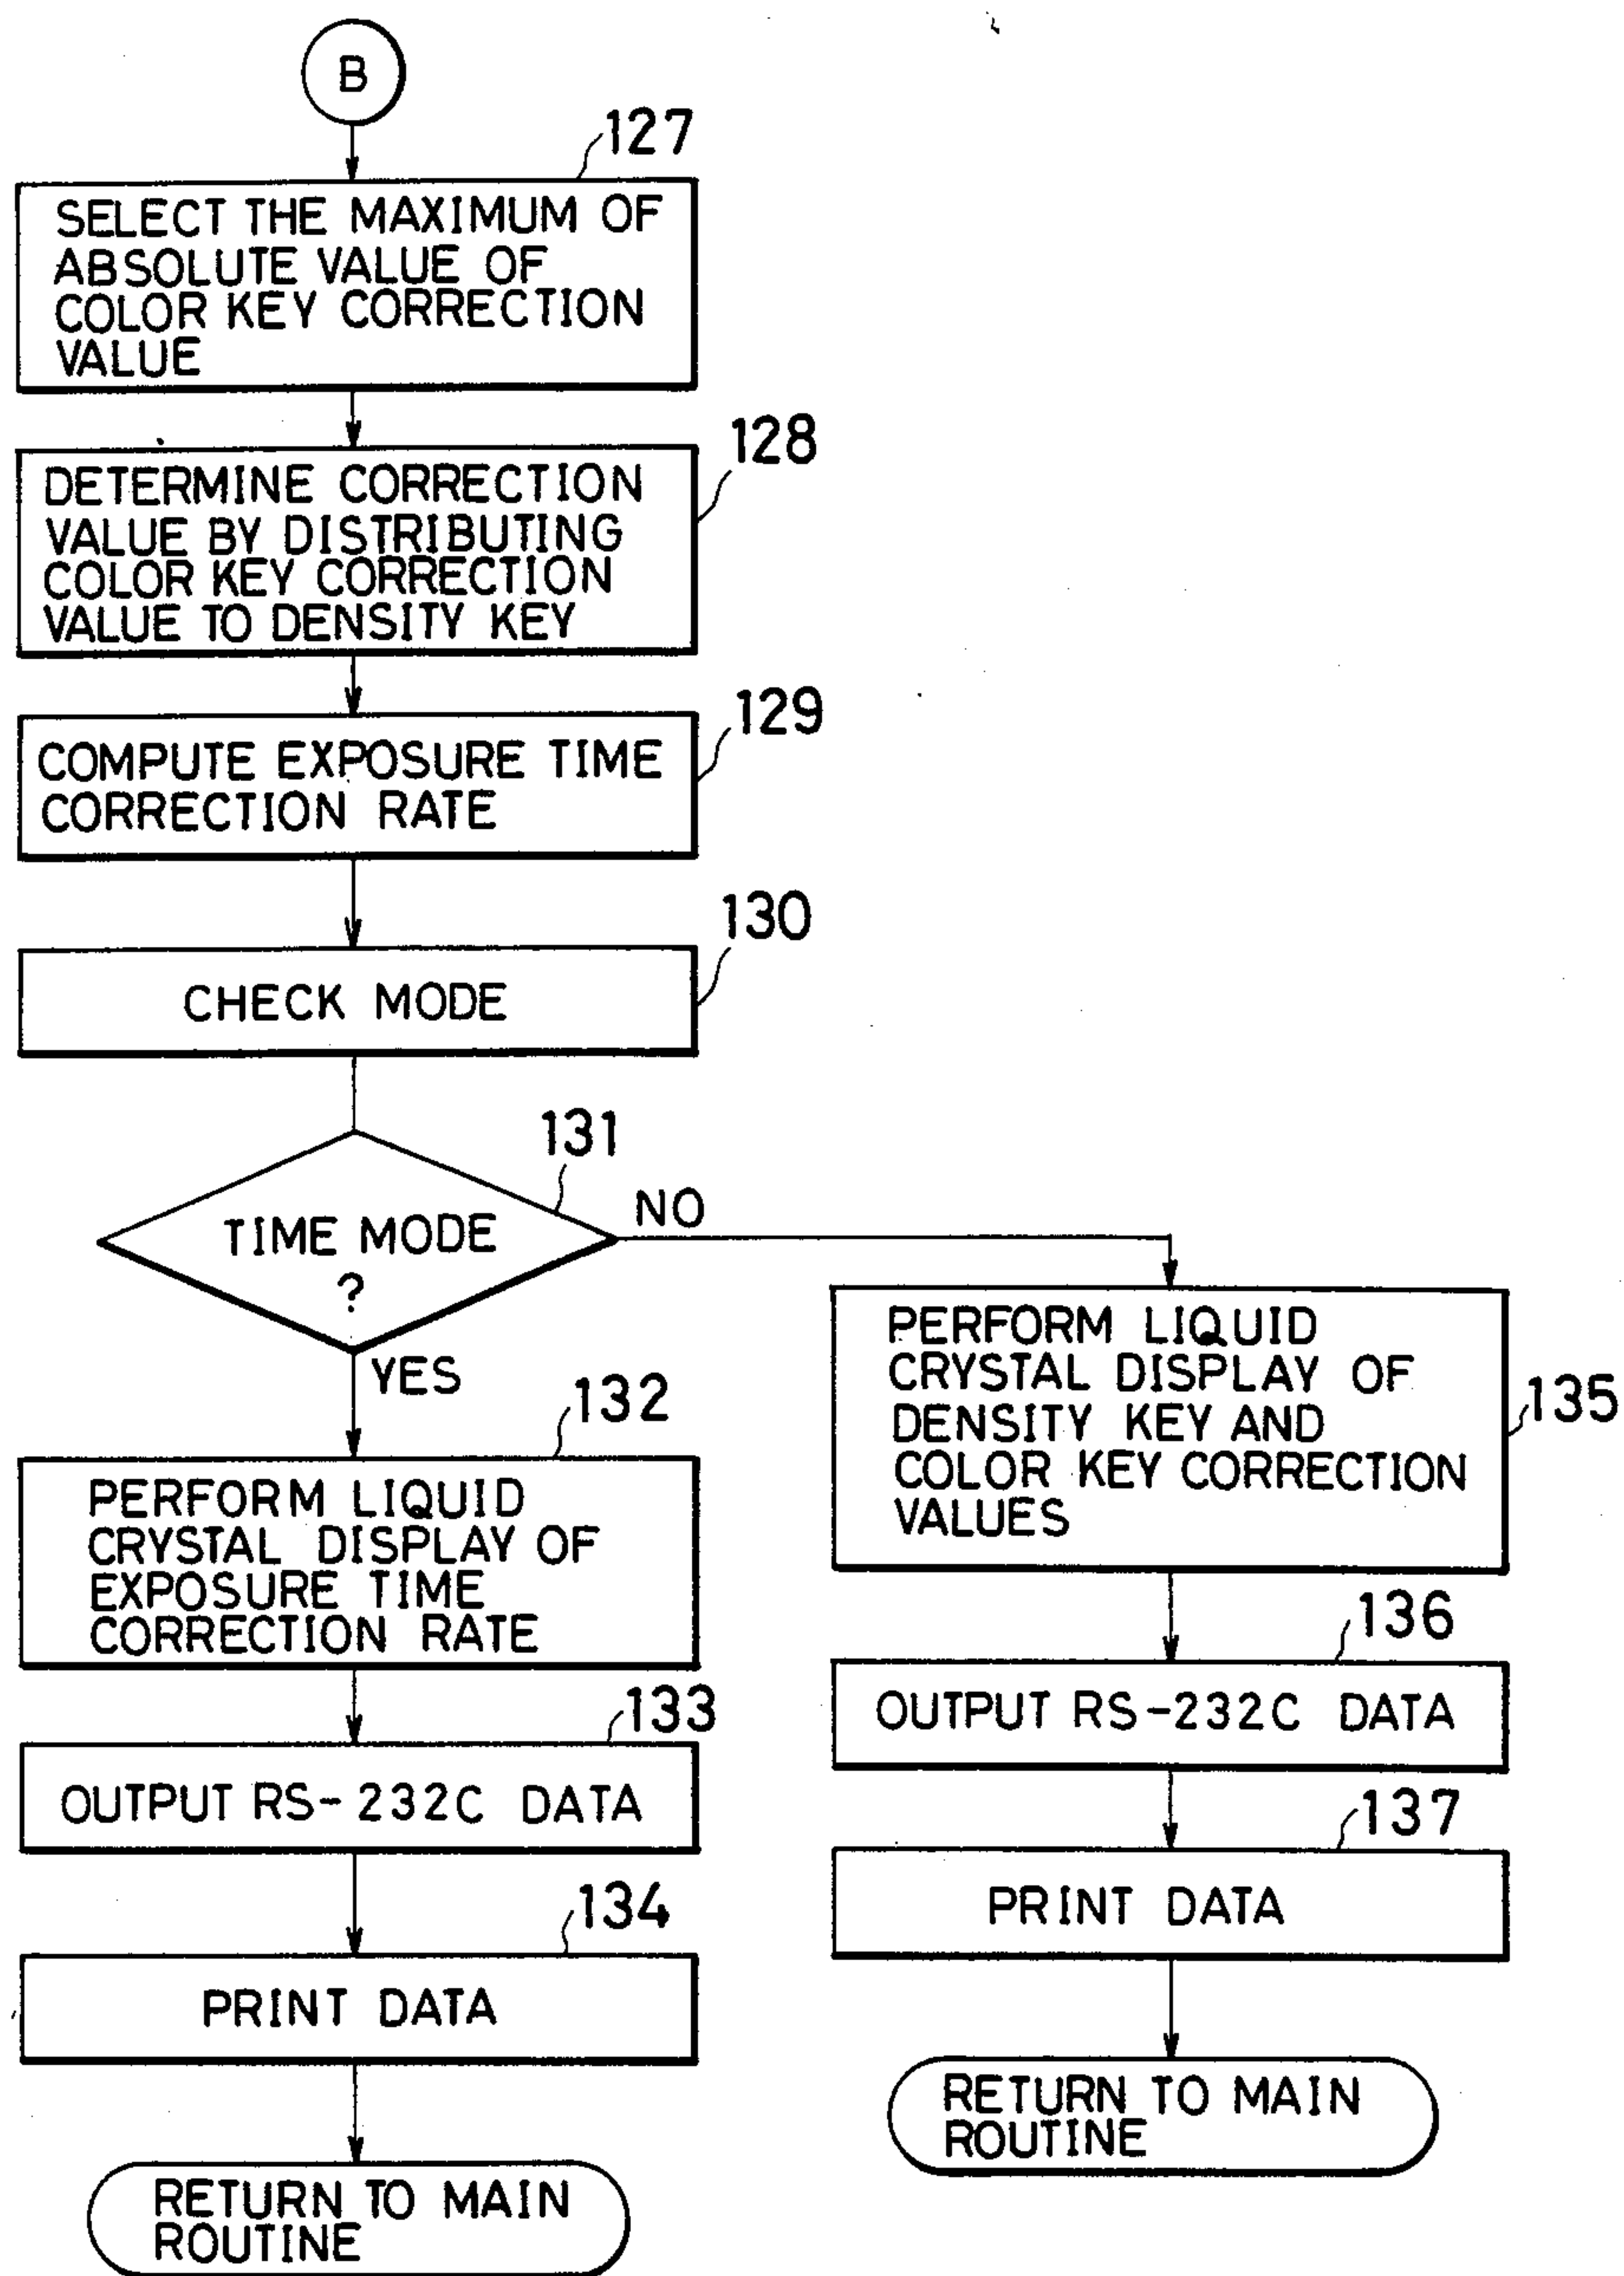 B
127
SELECT THE MAXIMUM OF
ABSOLUTE VALUE OF
COLOR KEY CORRECTION
VALUE
128
DETERMINE CORRECTION
VALUE BY DISTRIBUTING
COLOR KEY CORRECTION
VALUE TO DENSITY KEY
129
COMPUTE EXPOSURE TIME
CORRECTION RATE
130
CHECK MODE
131
TIME MODE
?
NO
YES
132
PERFORM LIQUID
CRYSTAL DISPLAY OF
EXPOSURE TIME
CORRECTION RATE
133
OUTPUT RS-232C DATA
134
PRINT DATA
RETURN TO MAIN
ROUTINE
135
PERFORM LIQUID
CRYSTAL DISPLAY OF
DENSITY KEY AND
COLOR KEY CORRECTION
VALUES
136
OUTPUT RS-232C DATA
137
PRINT DATA
RETURN TO MAIN
ROUTINE